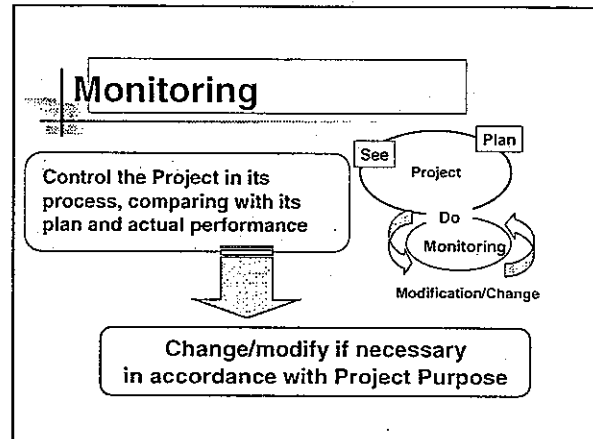 Monitoring
Control the Project in its
process, comparing with its
plan and actual performance
See
Plan
Project
Do
Monitoring
Modification/Change
Change/modify if necessary
in accordance with Project Purpose